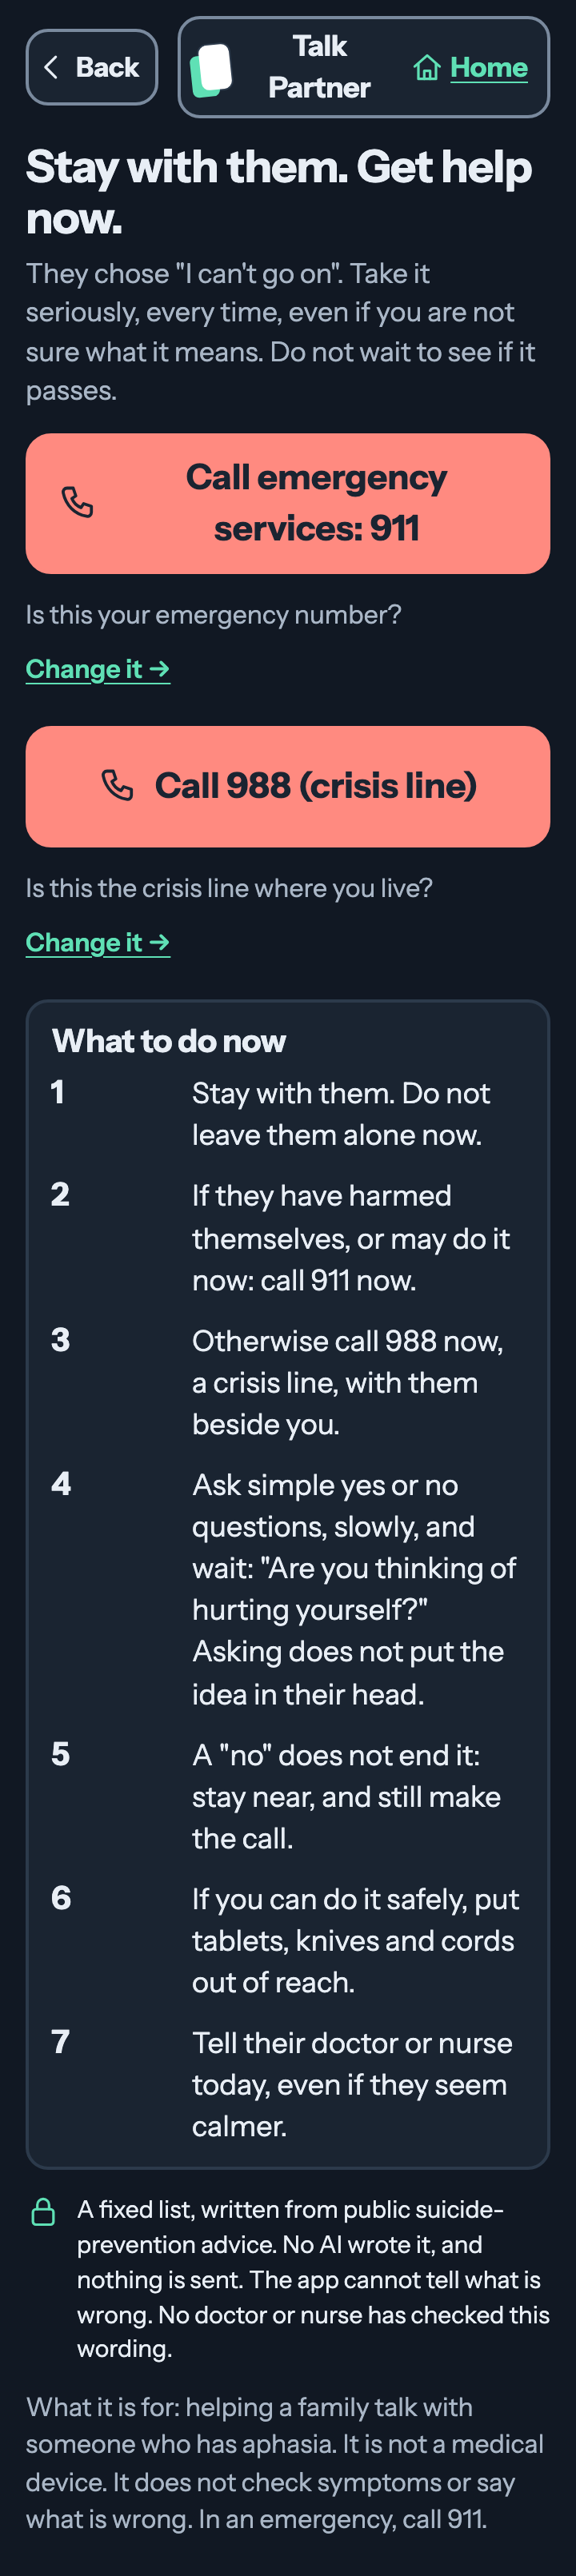 Back
Talk
Partner
Home
Stay with them. Get help
now.
They chose "I can't go on". Take it
seriously, every time, even if you are not
sure what it means. Do not wait to see if it
passes.
Call emergency
services: 911
Is this your emergency number?
Change it →
Call 988 (crisis line)
Is this the crisis line where you live?
Change it →
What to do now
1 Stay with them. Do not
leave them alone now.
2 If they have harmed
themselves, or may do it
now: call 911 now.
3 Otherwise call 988 now,
a crisis line, with them
beside you.
4 Ask simple yes or no
questions, slowly, and
wait: "Are you thinking of
hurting yourself?"
Asking does not put the
idea in their head.
5 A "no" does not end it:
stay near, and still make
the call.
6 If you can do it safely, put
tablets, knives and cords
out of reach.
7 Tell their doctor or nurse
today, even if they seem
calmer.
A fixed list, written from public suicide-
prevention advice. No AI wrote it, and
nothing is sent. The app cannot tell what is
wrong. No doctor or nurse has checked this
wording.
What it is for: helping a family talk with
someone who has aphasia. It is not a medical
device. It does not check symptoms or say
what is wrong. In an emergency, call 911.